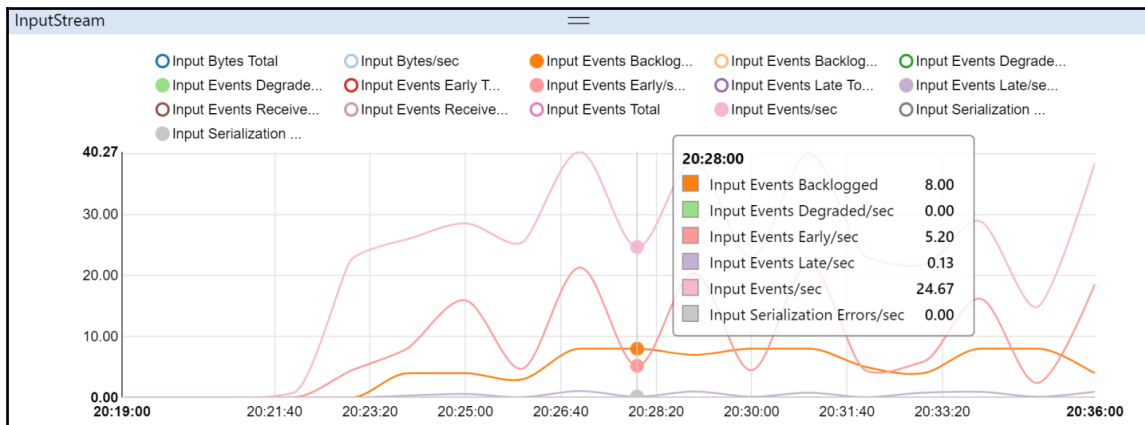 InputStream
Input Bytes Total
Input Bytes/sec
Input Events Backlog...
Input Events Backlog...
Input Events Degrade...
Input Events Degrade...
Input Events Early T...
Input Events Early/s...
Input Events Late To...
Input Events Late/se...
Input Events Receive...
Input Events Receive...
Input Events Total
Input Events/sec
Input Serialization ...
Input Serialization ...
40.27
30.00
20.00
10.00
0.00
20:28:00
Input Events Backlogged 8.00
Input Events Degraded/sec 0.00
Input Events Early/sec 5.20
Input Events Late/sec 0.13
Input Events/sec 24.67
Input Serialization Errors/sec 0.00
20:19:00 20:21:40 20:23:20 20:25:00 20:26:40 20:28:20 20:30:00 20:31:40 20:33:20 20:36:00